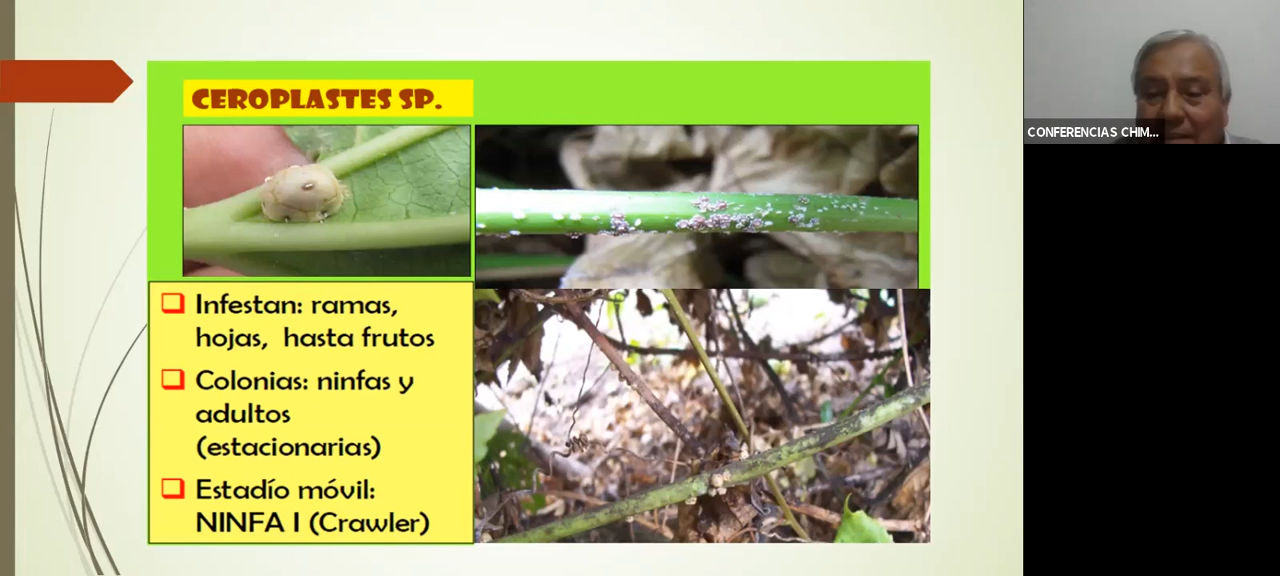 CEROPLASTES SP.
Infestan: ramas,
hojas, hasta frutos
Colonias: ninfas y
adultos
(estacionarias)
Estadío móvil:
NINFA I (Crawler)
CONFERENCIAS CHIM...